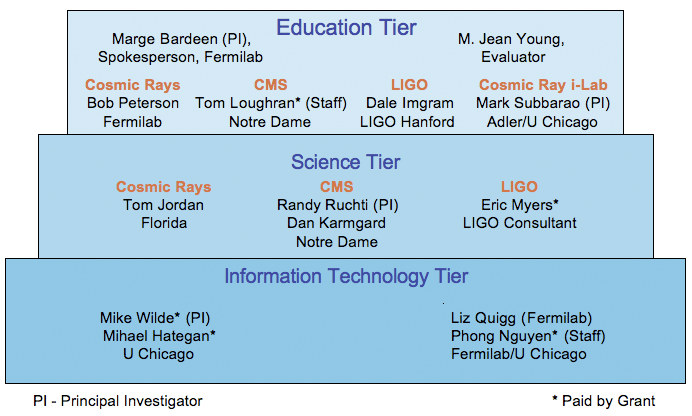 Education Tier
Marge Bardeen (PI),
Spokesperson, Fermilab
M. Jean Young,
Evaluator
Cosmic Rays
Bob Peterson
Fermilab
CMS
Tom Loughran* (Staff)
Notre Dame
LIGO
Dale Imgram
LIGO Hanford
Cosmic Ray i-Lab
Mark Subbarao (PI)
Adler/U Chicago
Science Tier
Cosmic Rays
Tom Jordan
Florida
CMS
Randy Ruchti (PI)
Dan Karmgard
Notre Dame
LIGO
Eric Myers*
LIGO Consultant
Information Technology Tier
Mike Wilde* (PI)
Mihael Hategan*
U Chicago
Liz Quigg (Fermilab)
Phong Nguyen* (Staff)
Fermilab/U Chicago
PI - Principal Investigator
* Paid by Grant